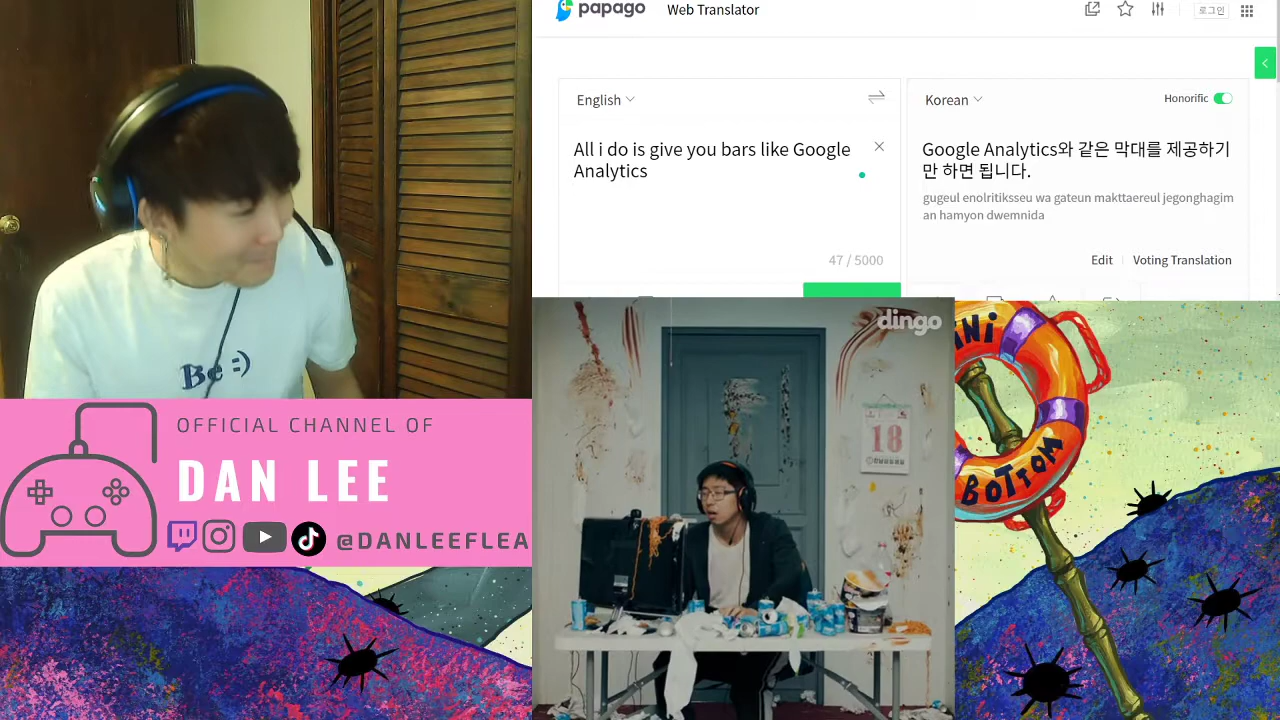 papago
Web Translator
로그인
English
Korean
Honorific
All i do is give you bars like Google
Analytics
Google Analytics와 같은 막대를 제공하기
만 하면 됩니다.
gugeul enolritiksseu wa gateun makttaereul jegonghagim
an hamyon dwemnida
47 / 5000
Edit
Voting Translation
Be :)
OFFICIAL CHANNEL OF
DAN LEE
@DANLEEFLEA
dingo
18
BOTTOM